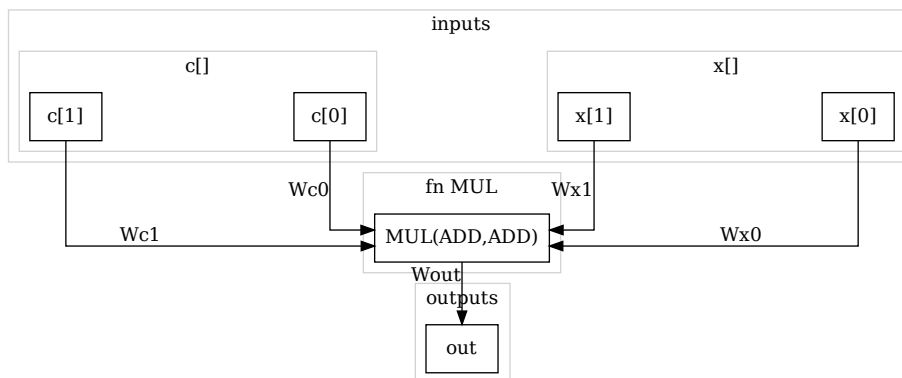 inputs
c[]
x[]
c[1]
c[0]
x[1]
x[0]
Wc0
fn MUL
Wx1
Wc1
MUL(ADD,ADD)
Wx0
Wout
outputs
out